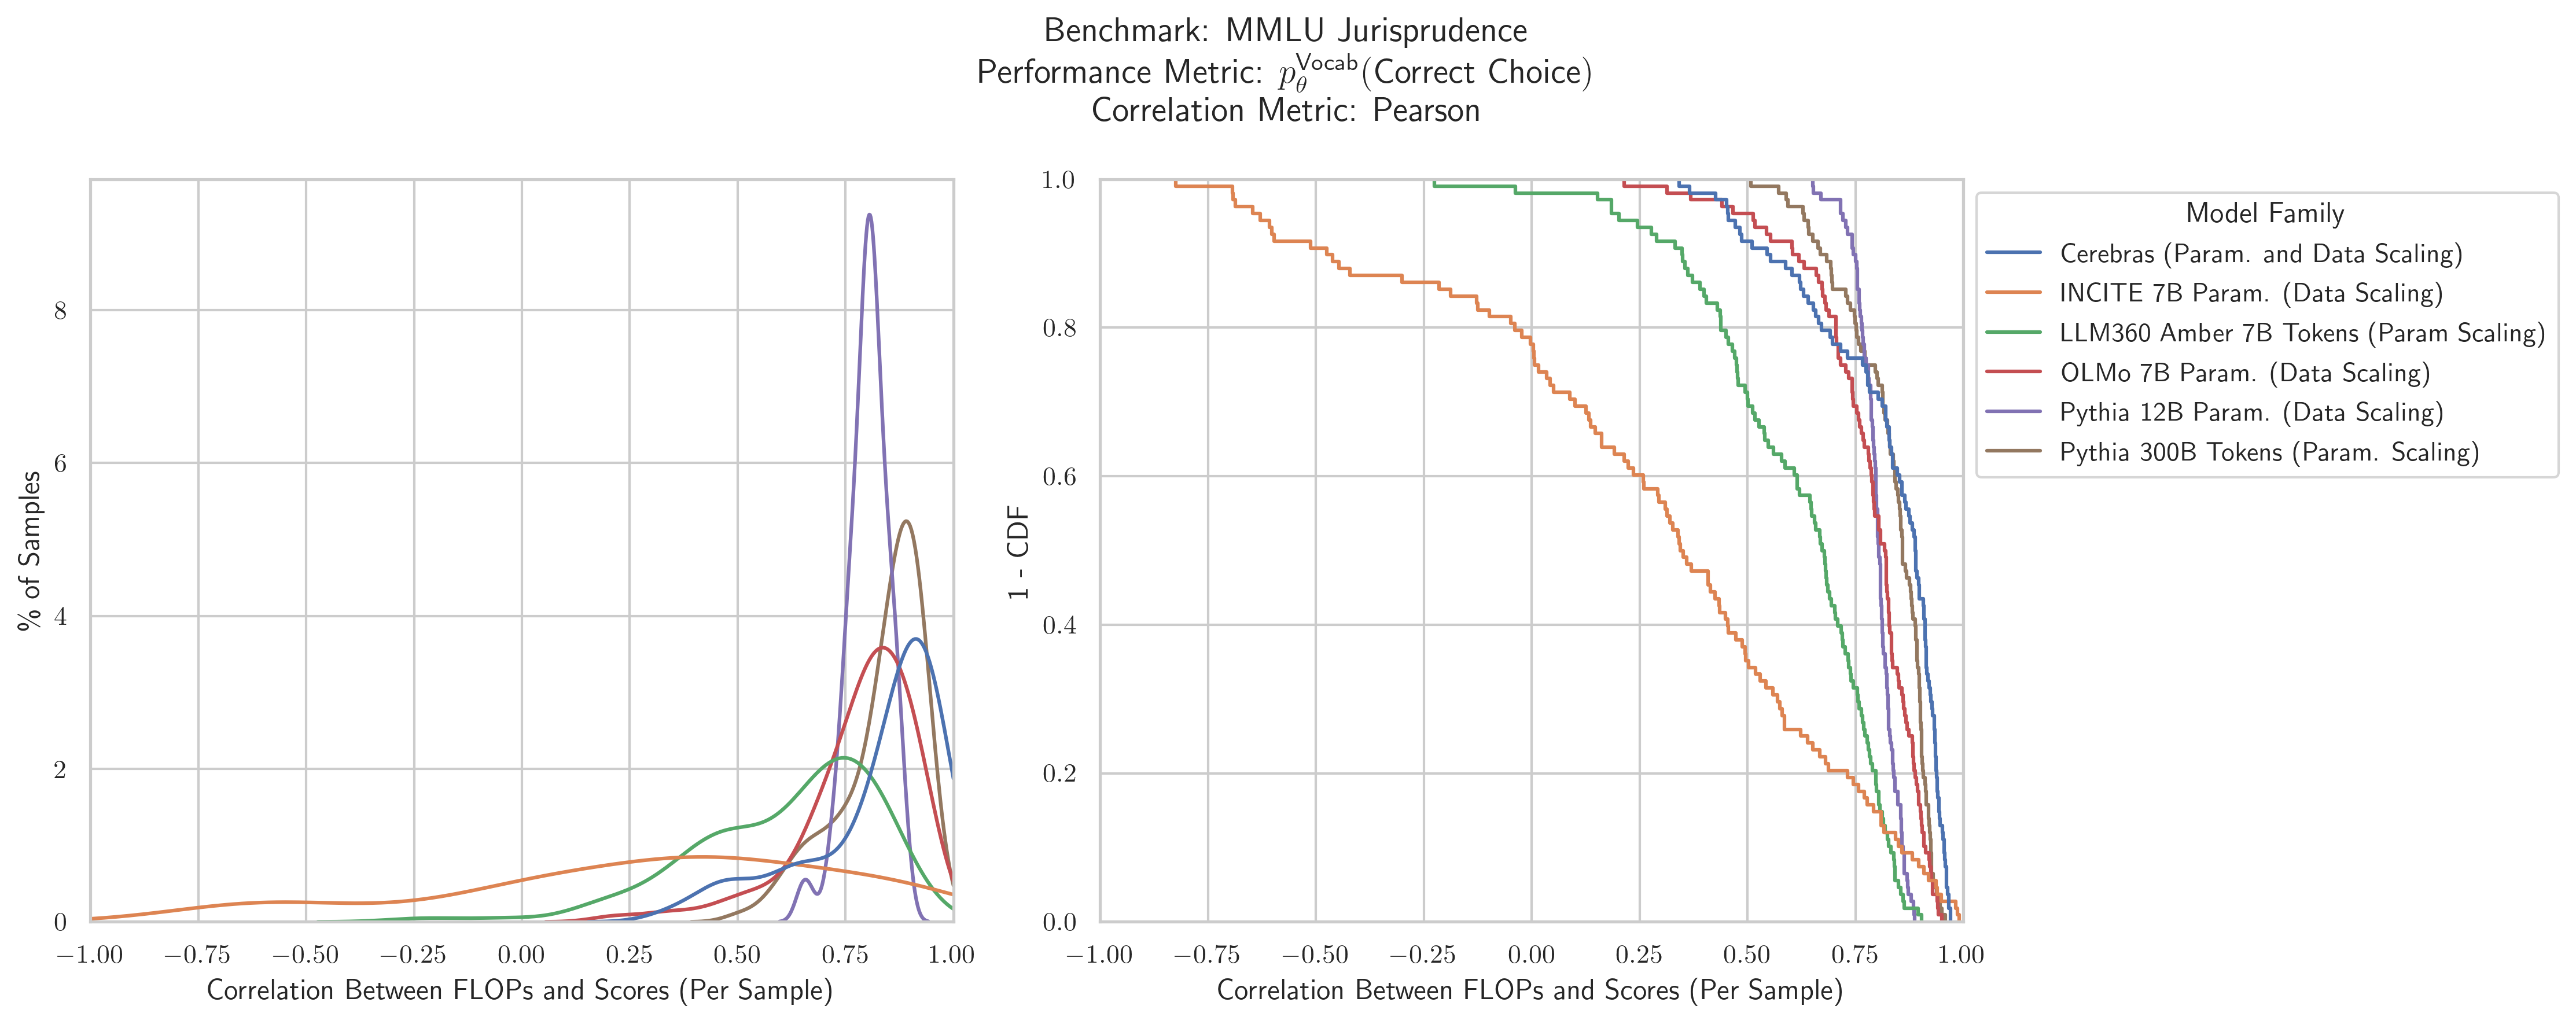 Benchmark: MMLU Jurisprudence
Performance Metric: $p_{\theta}^{\text{Vocab}}$(Correct Choice)
Correlation Metric: Pearson
% of Samples
8
6
4
2
0
−1.00 −0.75 −0.50 −0.25 0.00 0.25 0.50 0.75 1.00
Correlation Between FLOPs and Scores (Per Sample)
1 - CDF
1.0
0.8
0.6
0.4
0.2
0.0
−1.00 −0.75 −0.50 −0.25 0.00 0.25 0.50 0.75 1.00
Correlation Between FLOPs and Scores (Per Sample)
Model Family
Cerebras (Param. and Data Scaling)
INCITE 7B Param. (Data Scaling)
LLM360 Amber 7B Tokens (Param Scaling)
OLMo 7B Param. (Data Scaling)
Pythia 12B Param. (Data Scaling)
Pythia 300B Tokens (Param. Scaling)